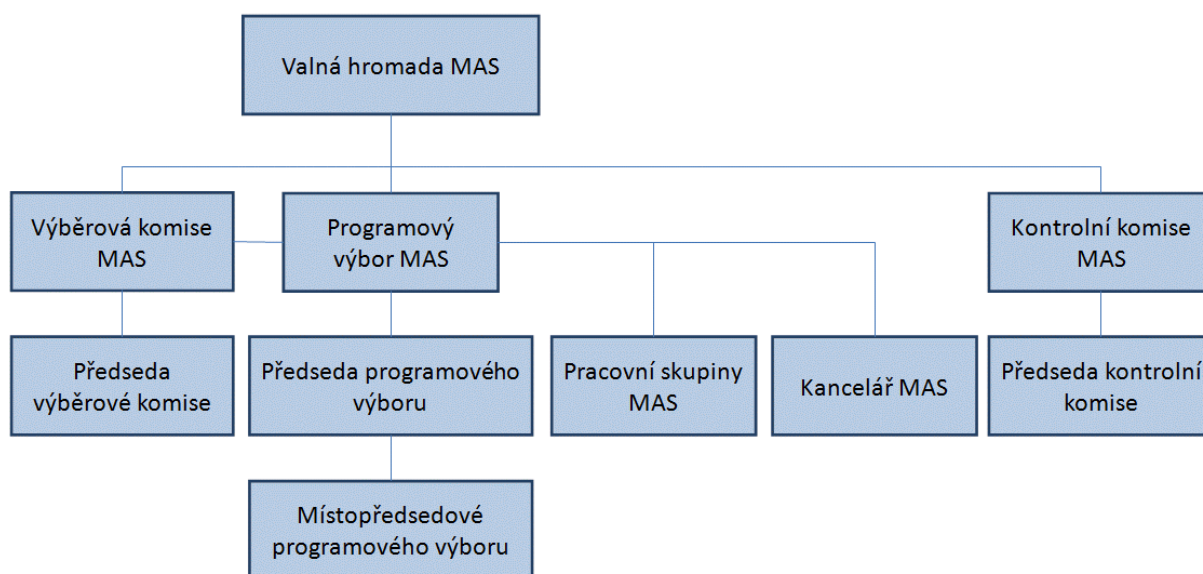 Valná hromada MAS
Výběrová komise
MAS
Programový
výbor MAS
Kontrolní komise
MAS
Předseda
výběrové komise
Předseda programového
výboru
Pracovní skupiny
MAS
Kancelář MAS
Předseda kontrolní
komise
Místopředsedové
programového výboru